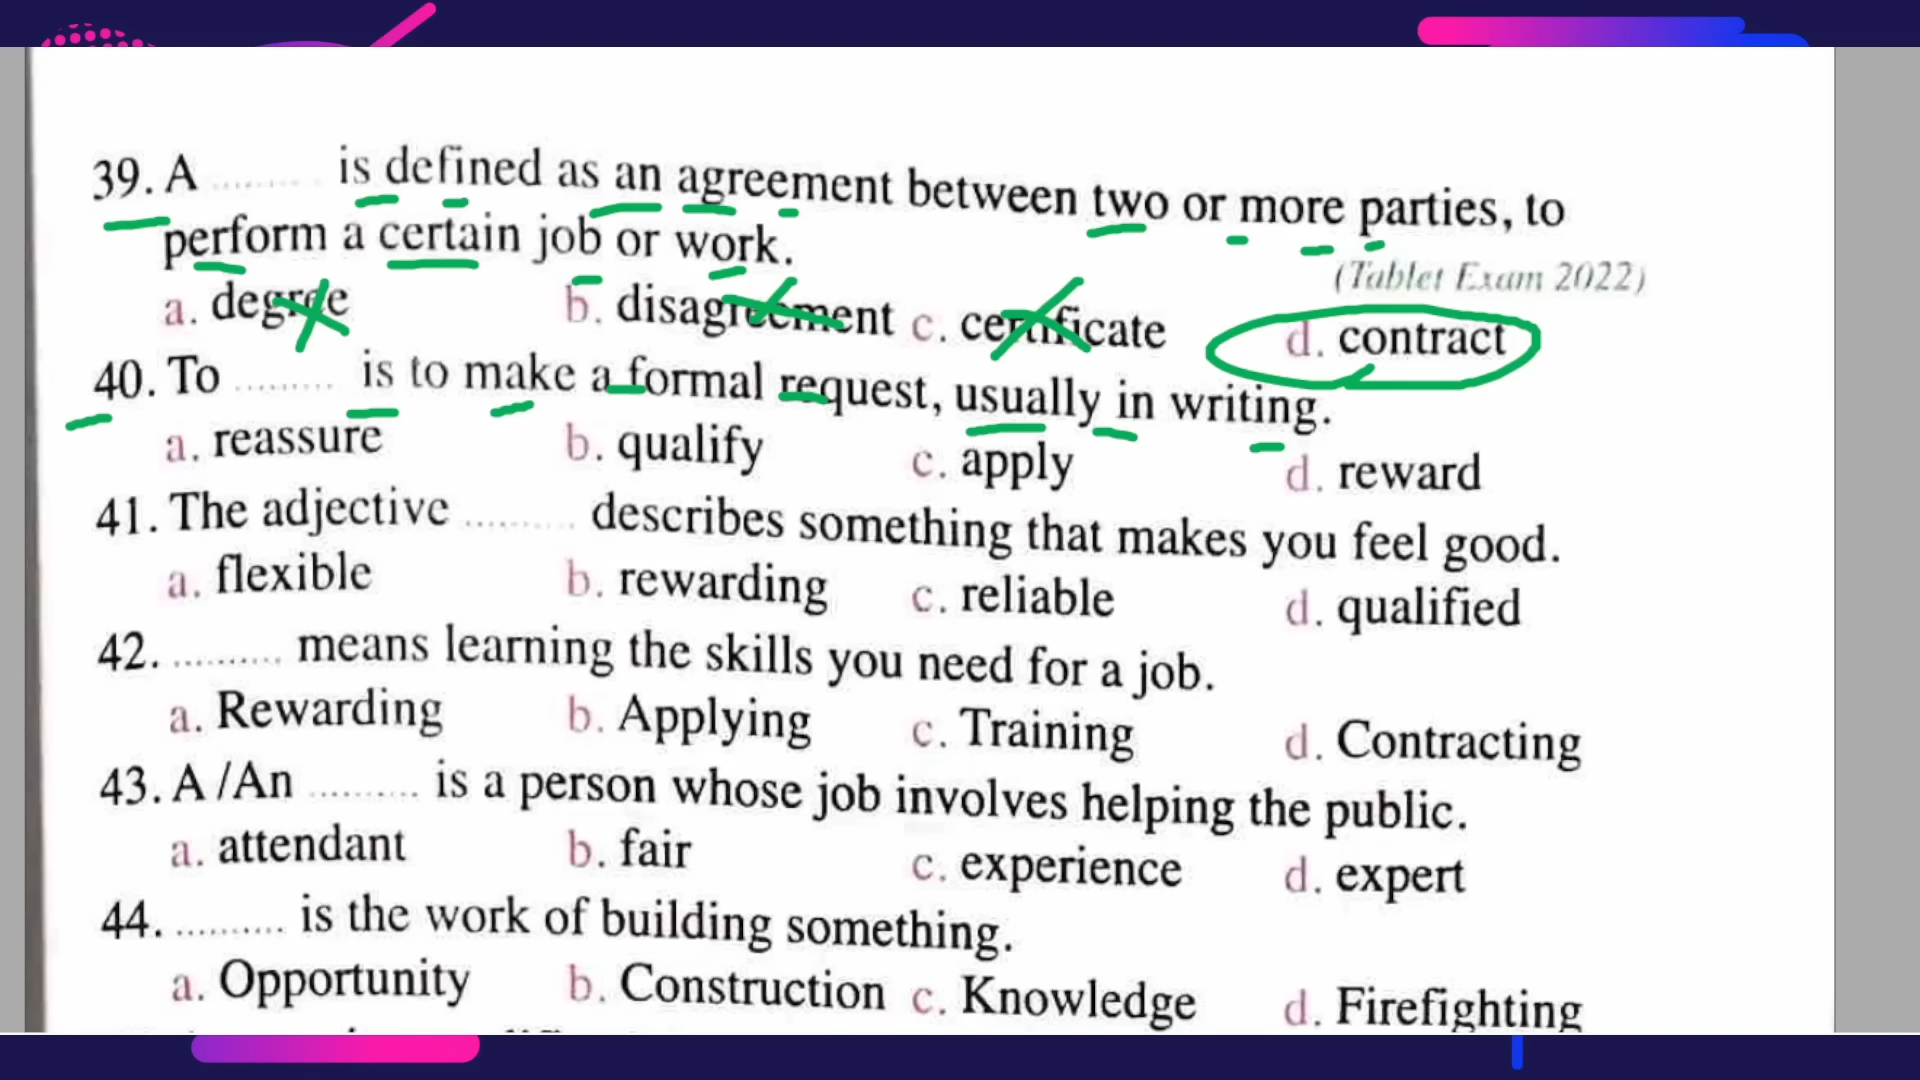 39. A ........ is defined as an agreement between two or more parties, to
perform a certain job or work.
(Tablet Exam 2022)
a. degree b. disagreement c. certificate d. contract
40. To ......... is to make a formal request, usually in writing.
a. reassure b. qualify c. apply d. reward
41. The adjective .......... describes something that makes you feel good.
a. flexible b. rewarding c. reliable d. qualified
42. .......... means learning the skills you need for a job.
a. Rewarding b. Applying c. Training d. Contracting
43. A /An .......... is a person whose job involves helping the public.
a. attendant b. fair c. experience d. expert
44. .......... is the work of building something.
a. Opportunity b. Construction c. Knowledge d. Firefighting